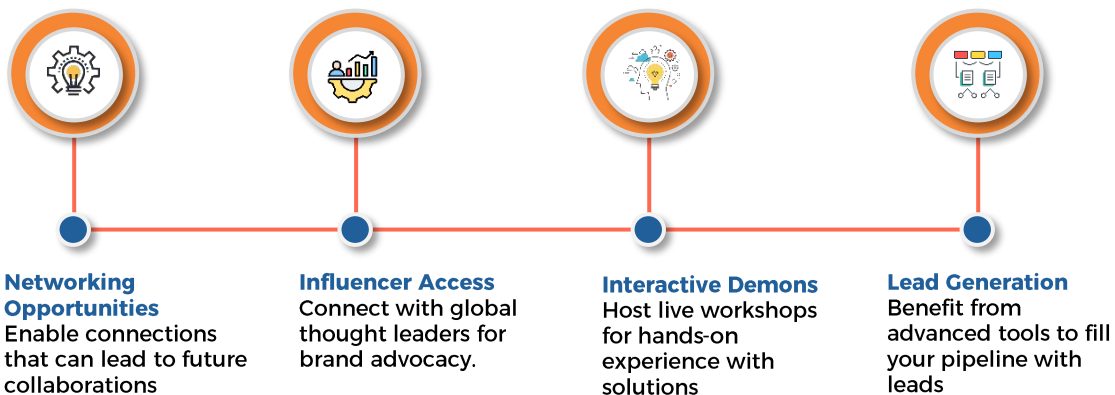 Networking
Opportunities
Enable connections
that can lead to future
collaborations
Influencer Access
Connect with global
thought leaders for
brand advocacy.
Interactive Demons
Host live workshops
for hands-on
experience with
solutions
Lead Generation
Benefit from
advanced tools to fill
your pipeline with
leads